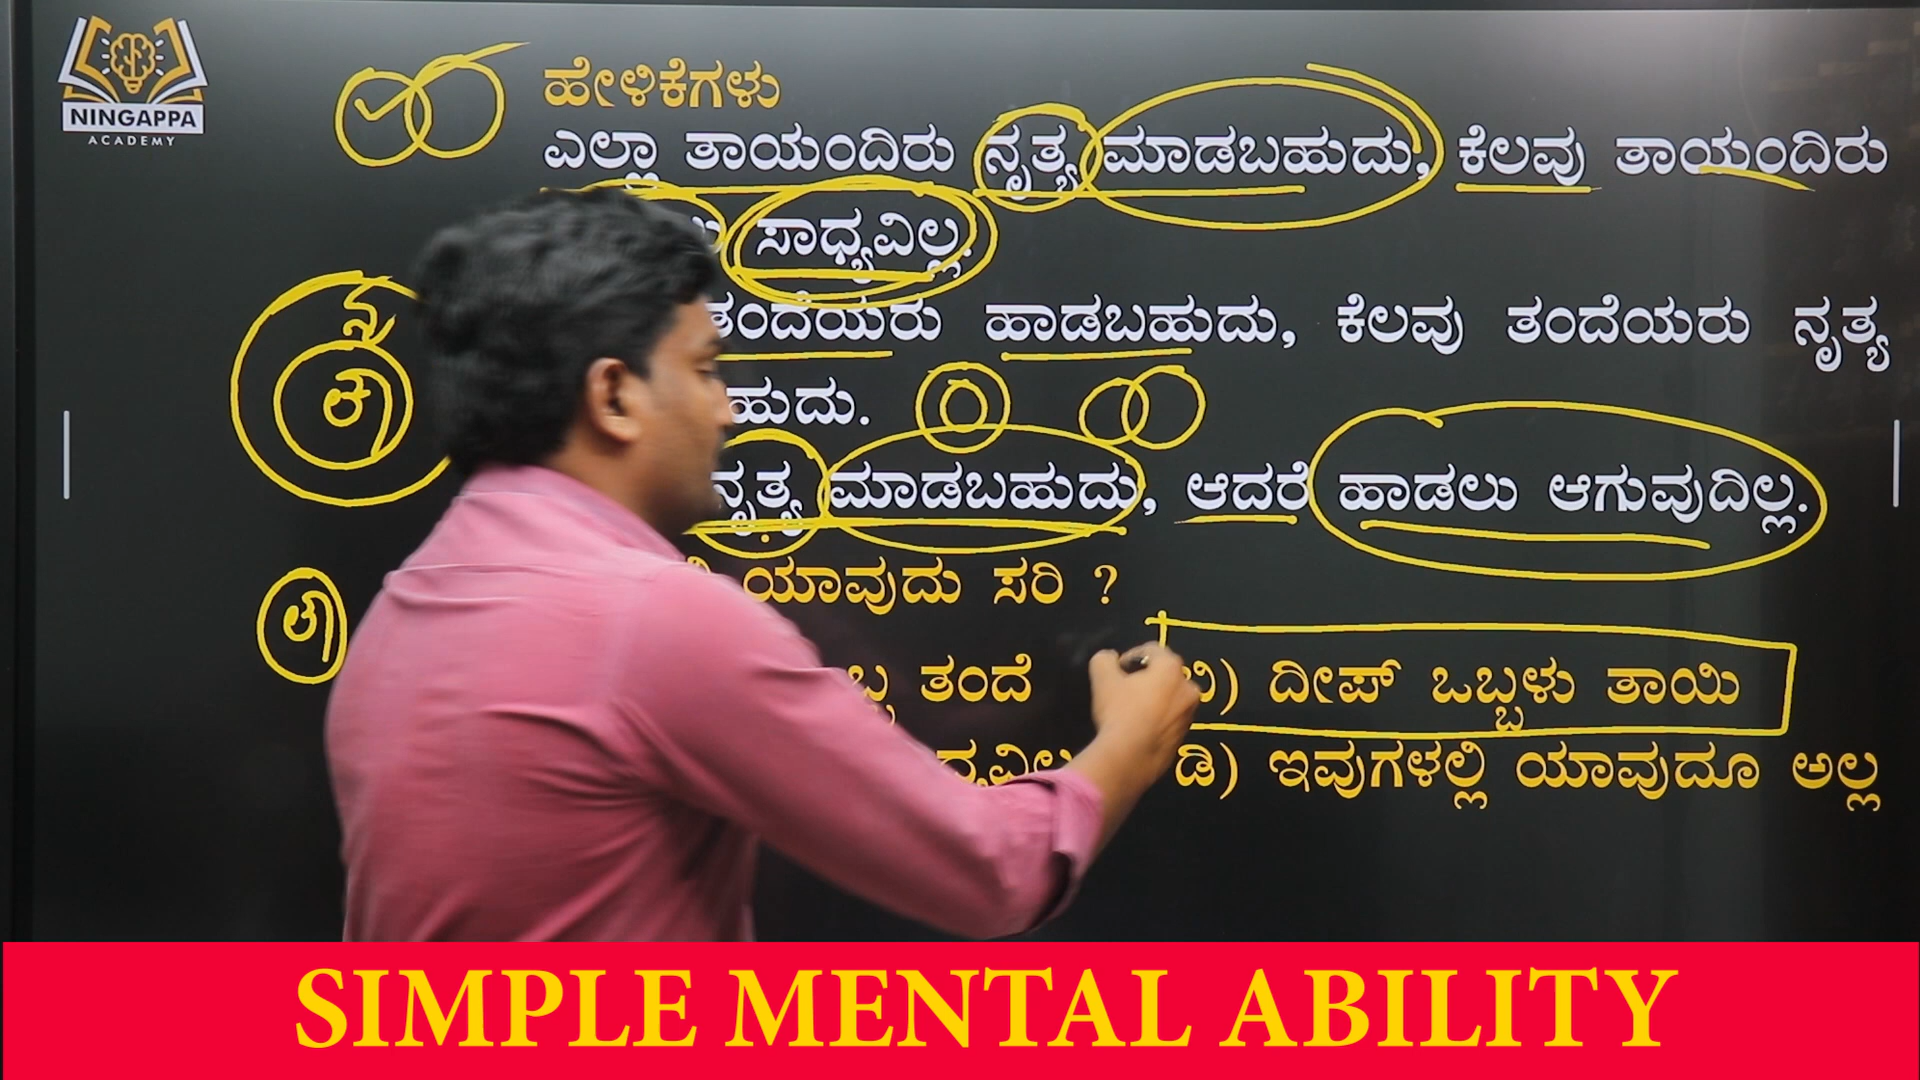 NINGAPPA
ACADEMY
ಹೇಳಿಕೆಗಳು
ಎಲ್ಲಾ ತಾಯಂದಿರು ನೃತ್ಯ ಮಾಡಬಹುದು, ಕೆಲವು ತಾಯಂದಿರು
ಸಾಧ್ಯವಿಲ್ಲ.
ನೃ
ತಂದೆಯರು ಹಾಡಬಹುದು, ಕೆಲವು ತಂದೆಯರು ನೃತ್ಯ
ಹುದು.
ನೃತ್ಯ ಮಾಡಬಹುದು, ಆದರೆ ಹಾಡಲು ಆಗುವುದಿಲ್ಲ.
ಯಾವುದು ಸರಿ ?
ತಂದೆ ಬಿ) ದೀಪ್ ಒಬ್ಬಳು ತಾಯಿ
ಡಿ) ಇವುಗಳಲ್ಲಿ ಯಾವುದೂ ಅಲ್ಲ
SIMPLE MENTAL ABILITY